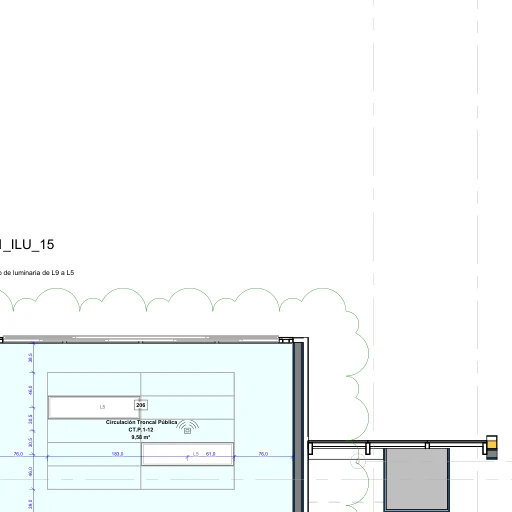 _ILU_15
de luminaria de L9 a L5
L5
206
Circulación Troncal Pública
CT.P.1-12
9,58 m²
76,0
183,0
L5
61,0
76,0